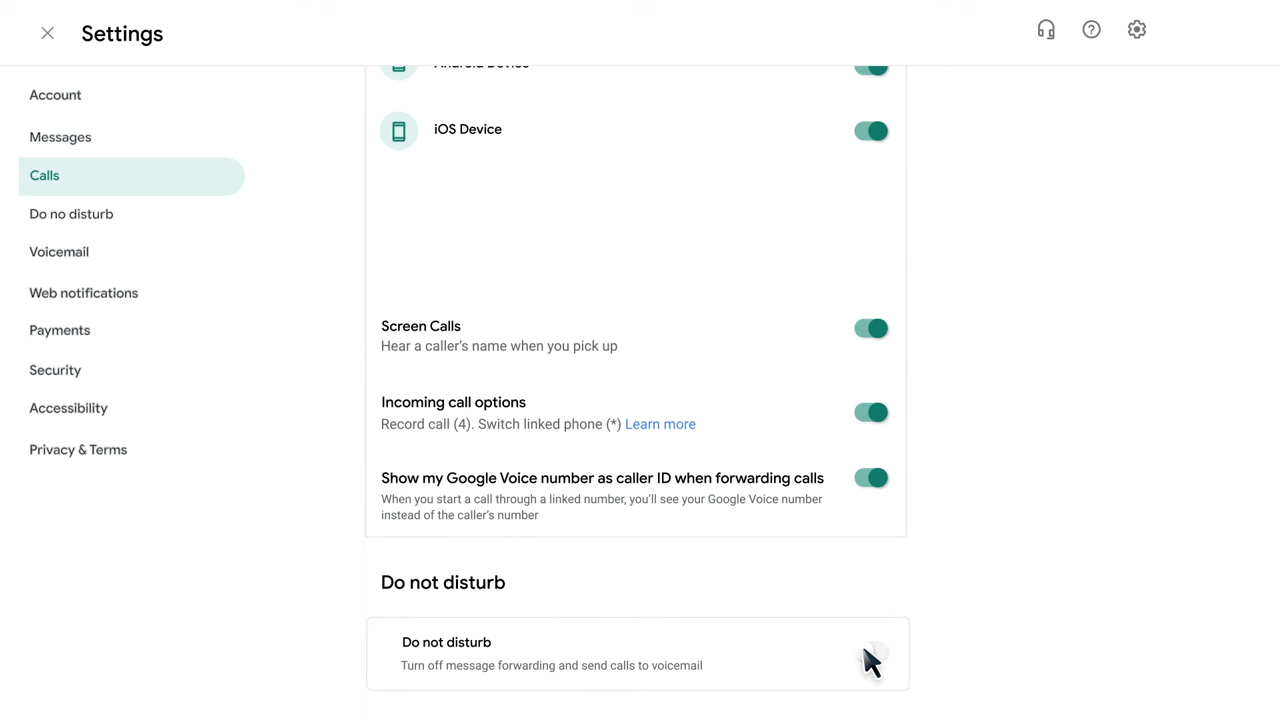 Settings
Account
Messages
Calls
Do no disturb
Voicemail
Web notifications
Payments
Security
Accessibility
Privacy & Terms
Android Device
iOS Device
Screen Calls
Hear a caller's name when you pick up
Incoming call options
Record call (4). Switch linked phone (*) Learn more
Show my Google Voice number as caller ID when forwarding calls
When you start a call through a linked number, you'll see your Google Voice number
instead of the caller's number
Do not disturb
Do not disturb
Turn off message forwarding and send calls to voicemail